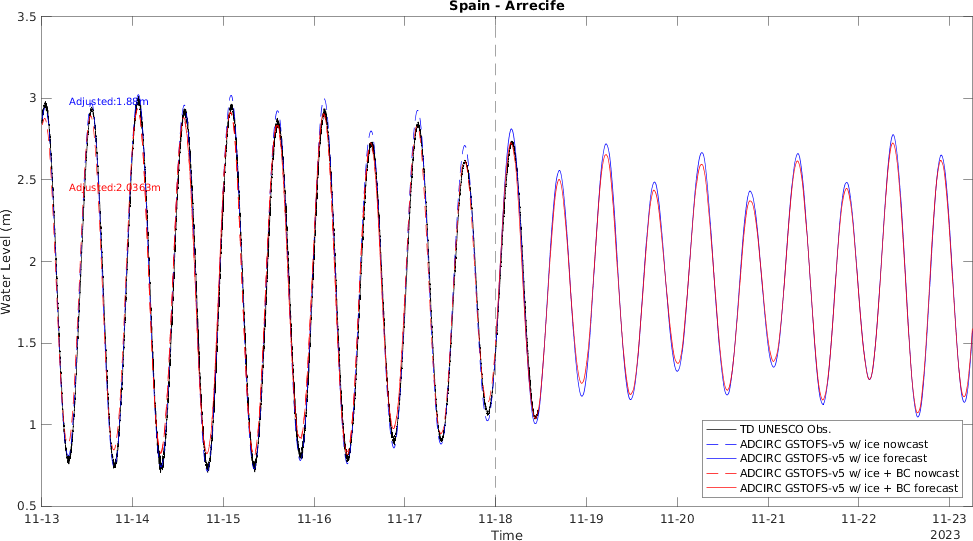 Spain - Arrecife
3.5
3
2.5
2
1.5
1
0.5
Water Level (m)
Adjusted:1.88m
Adjusted:2.0363m
TD UNESCO Obs.
ADCIRC GSTOFS-v5 w/ ice nowcast
ADCIRC GSTOFS-v5 w/ ice forecast
ADCIRC GSTOFS-v5 w/ ice + BC nowcast
ADCIRC GSTOFS-v5 w/ ice + BC forecast
11-13 11-14 11-15 11-16 11-17 11-18 11-19 11-20 11-21 11-22 11-23
Time
2023